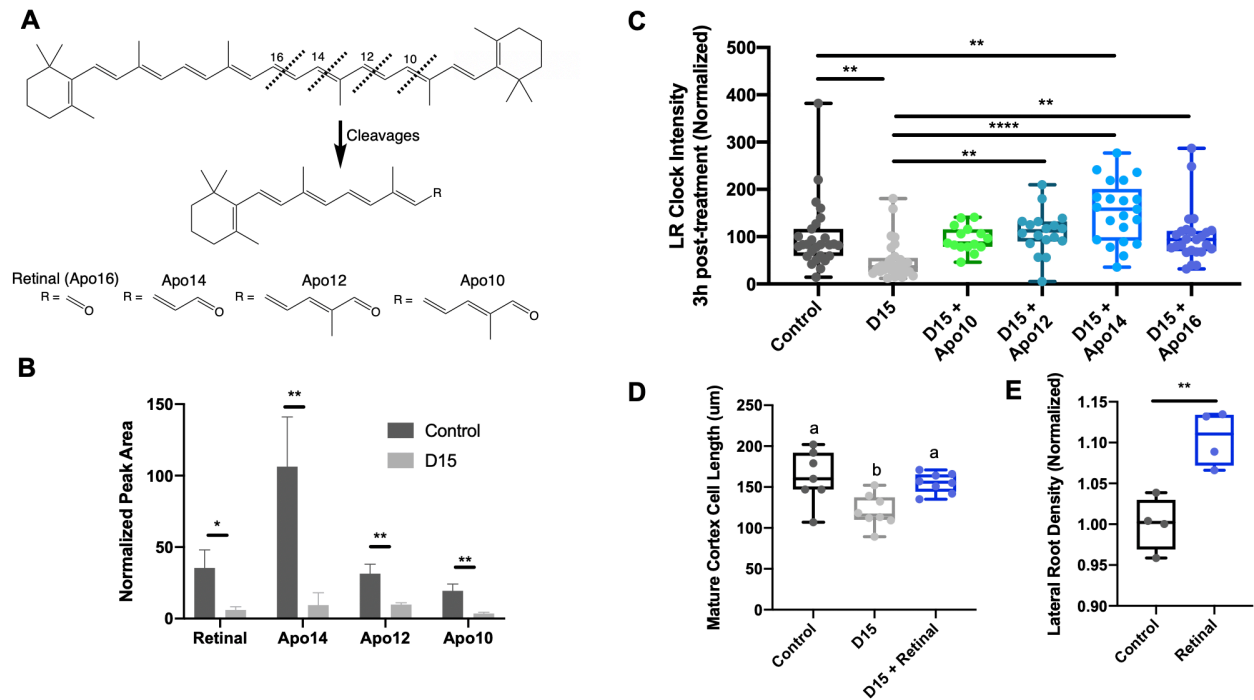 A
16
14
12
10
Cleavages
R
Retinal (Apo16)
Apo14
Apo12
Apo10
R =
O
R =
O
R =
O
R =
O
B
Normalized Peak Area
150
100
50
0
*
**
**
**
Control
D15
Retinal
Apo14
Apo12
Apo10
C
LR Clock Intensity
3h post-treatment (Normalized)
500
400
300
200
100
0
**
**
**
****
**
Control
D15
D15 +
Apo10
D15 +
Apo12
D15 +
Apo14
D15 +
Apo16
D
Mature Cortex Cell Length (um)
250
200
150
100
50
0
a
b
a
Control
D15
D15 + Retinal
E
Lateral Root Density (Normalized)
1.15
1.10
1.05
1.00
0.95
0.90
**
Control
Retinal